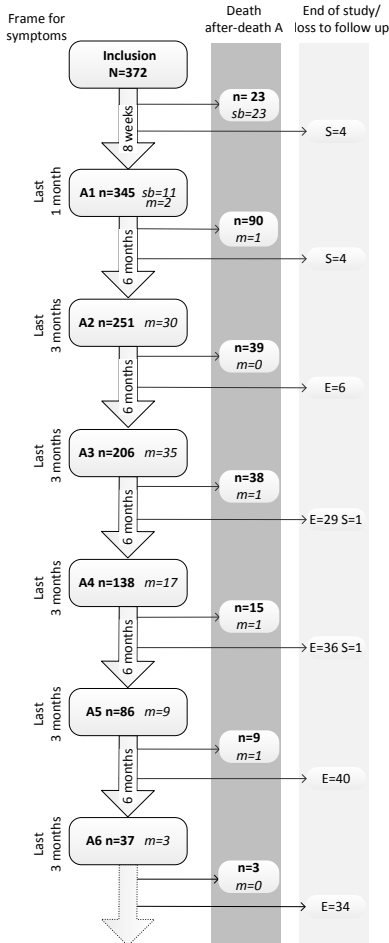 Frame for
symptoms
Death
after-death A
End of study/
loss to follow up
Inclusion
N=372
n= 23
sb=23
8 weeks
S=4
Last
1 month
A1 n=345 sb=11
m=2
n=90
m=1
6 months
S=4
Last
3 months
A2 n=251 m=30
n=39
m=0
6 months
E=6
Last
3 months
A3 n=206 m=35
n=38
m=1
6 months
E=29 S=1
Last
3 months
A4 n=138 m=17
n=15
m=1
6 months
E=36 S=1
Last
3 months
A5 n=86 m=9
n=9
m=1
6 months
E=40
Last
3 months
A6 n=37 m=3
n=3
m=0
E=34